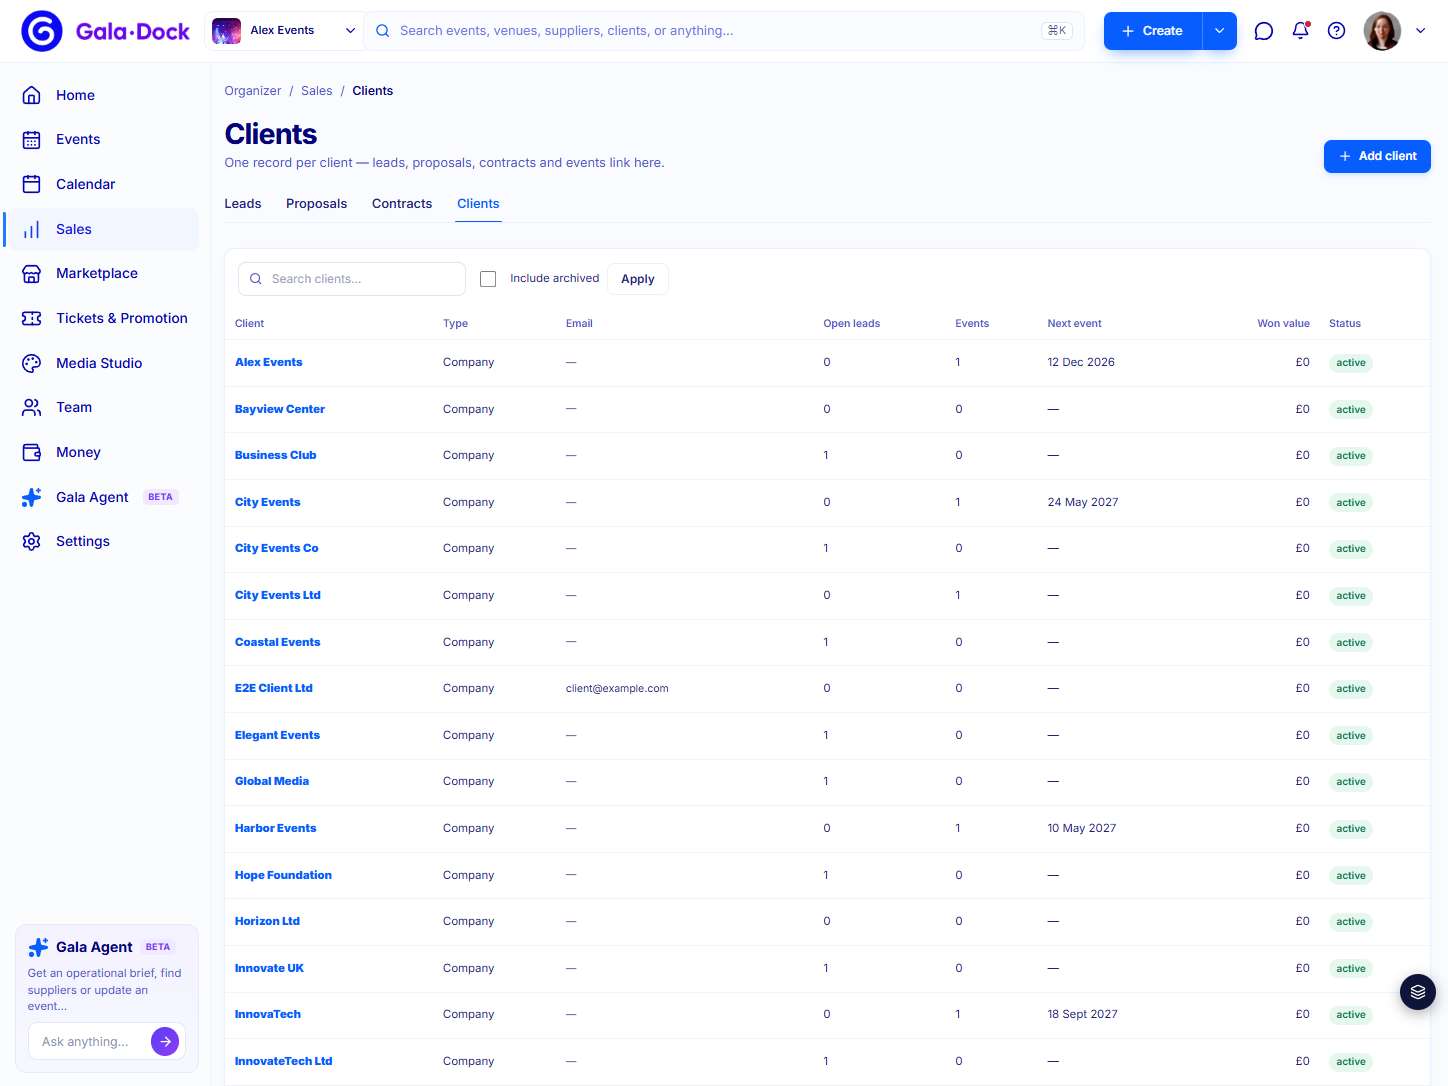 Gala·Dock
Alex Events
Search events, venues, suppliers, clients, or anything...
⌘K
+ Create
Home
Events
Calendar
Sales
Marketplace
Tickets & Promotion
Media Studio
Team
Money
Gala Agent BETA
Settings
Gala Agent BETA
Get an operational brief, find
suppliers or update an
event...
Ask anything...
Organizer / Sales / Clients
Clients
One record per client — leads, proposals, contracts and events link here.
+ Add client
Leads Proposals Contracts Clients
Search clients... Include archived Apply
Client Type Email Open leads Events Next event Won value Status
Alex Events Company — 0 1 12 Dec 2026 £0 active
Bayview Center Company — 0 0 — £0 active
Business Club Company — 1 0 — £0 active
City Events Company — 0 1 24 May 2027 £0 active
City Events Co Company — 1 0 — £0 active
City Events Ltd Company — 0 1 — £0 active
Coastal Events Company — 1 0 — £0 active
E2E Client Ltd Company client@example.com 0 0 — £0 active
Elegant Events Company — 1 0 — £0 active
Global Media Company — 1 0 — £0 active
Harbor Events Company — 0 1 10 May 2027 £0 active
Hope Foundation Company — 1 0 — £0 active
Horizon Ltd Company — 0 0 — £0 active
Innovate UK Company — 1 0 — £0 active
InnovaTech Company — 0 1 18 Sept 2027 £0 active
InnovateTech Ltd Company — 1 0 — £0 active